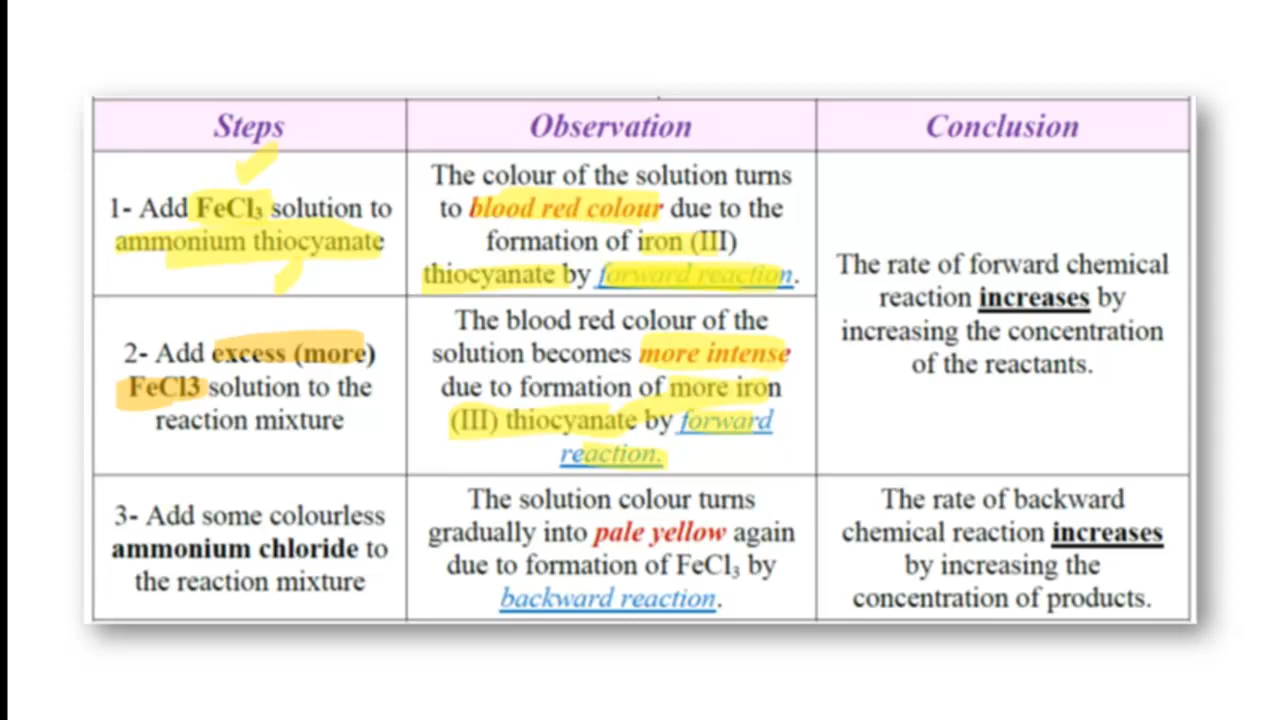 Steps
Observation
Conclusion
1- Add FeCl₃ solution to
ammonium thiocyanate
The colour of the solution turns
to blood red colour due to the
formation of iron (III)
thiocyanate by forward reaction.
The rate of forward chemical
reaction increases by
increasing the concentration
of the reactants.
2- Add excess (more)
FeCl3 solution to the
reaction mixture
The blood red colour of the
solution becomes more intense
due to formation of more iron
(III) thiocyanate by forward
reaction.
3- Add some colourless
ammonium chloride to
the reaction mixture
The solution colour turns
gradually into pale yellow again
due to formation of FeCl₃ by
backward reaction.
The rate of backward
chemical reaction increases
by increasing the
concentration of products.